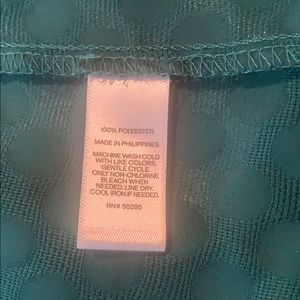 100% POLYESTER
MADE IN PHILIPPINES
MACHINE WASH COLD
WITH LIKE COLORS.
GENTLE CYCLE.
ONLY NON-CHLORINE
BLEACH WHEN
NEEDED. LINE DRY.
COOL IRON IF NEEDED.
RN# 55285